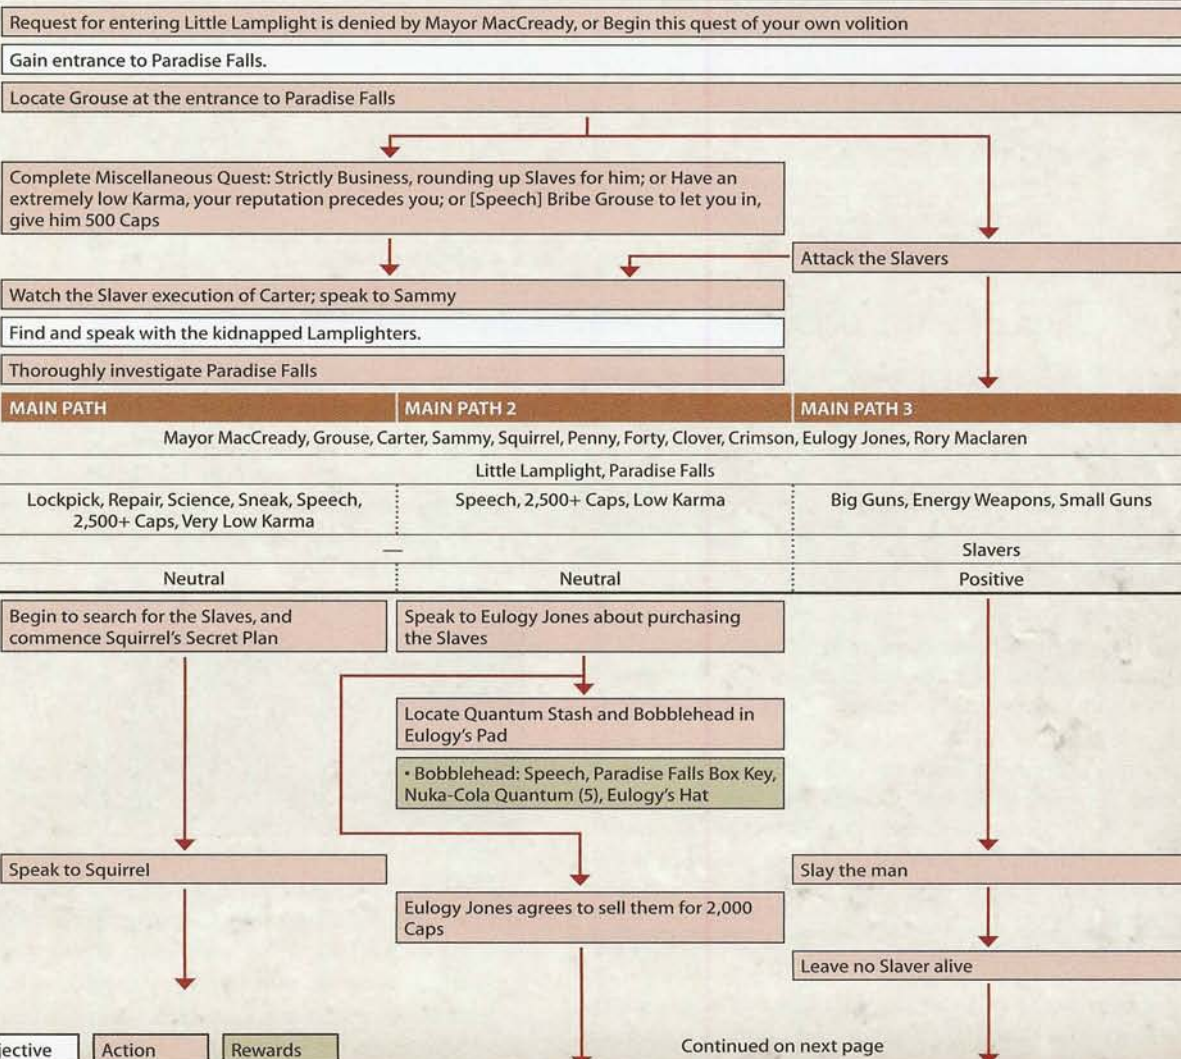 Request for entering Little Lamplight is denied by Mayor MacCready, or Begin this quest of your own volition
Gain entrance to Paradise Falls.
Locate Grouse at the entrance to Paradise Falls
Complete Miscellaneous Quest: Strictly Business, rounding up Slaves for him; or Have an
extremely low Karma, your reputation precedes you; or [Speech] Bribe Grouse to let you in,
give him 500 Caps
Attack the Slavers
Watch the Slaver execution of Carter; speak to Sammy
Find and speak with the kidnapped Lamplighters.
Thoroughly investigate Paradise Falls
MAIN PATH
MAIN PATH 2
MAIN PATH 3
Mayor MacCready, Grouse, Carter, Sammy, Squirrel, Penny, Forty, Clover, Crimson, Eulogy Jones, Rory Maclaren
Little Lamplight, Paradise Falls
Lockpick, Repair, Science, Sneak, Speech,
2,500+ Caps, Very Low Karma
Speech, 2,500+ Caps, Low Karma
Big Guns, Energy Weapons, Small Guns
—
Slavers
Neutral
Neutral
Positive
Begin to search for the Slaves, and
commence Squirrel's Secret Plan
Speak to Eulogy Jones about purchasing
the Slaves
Locate Quantum Stash and Bobblehead in
Eulogy's Pad
• Bobblehead: Speech, Paradise Falls Box Key,
Nuka-Cola Quantum (5), Eulogy's Hat
Speak to Squirrel
Slay the man
Eulogy Jones agrees to sell them for 2,000
Caps
Leave no Slaver alive
jective
Action
Rewards
Continued on next page